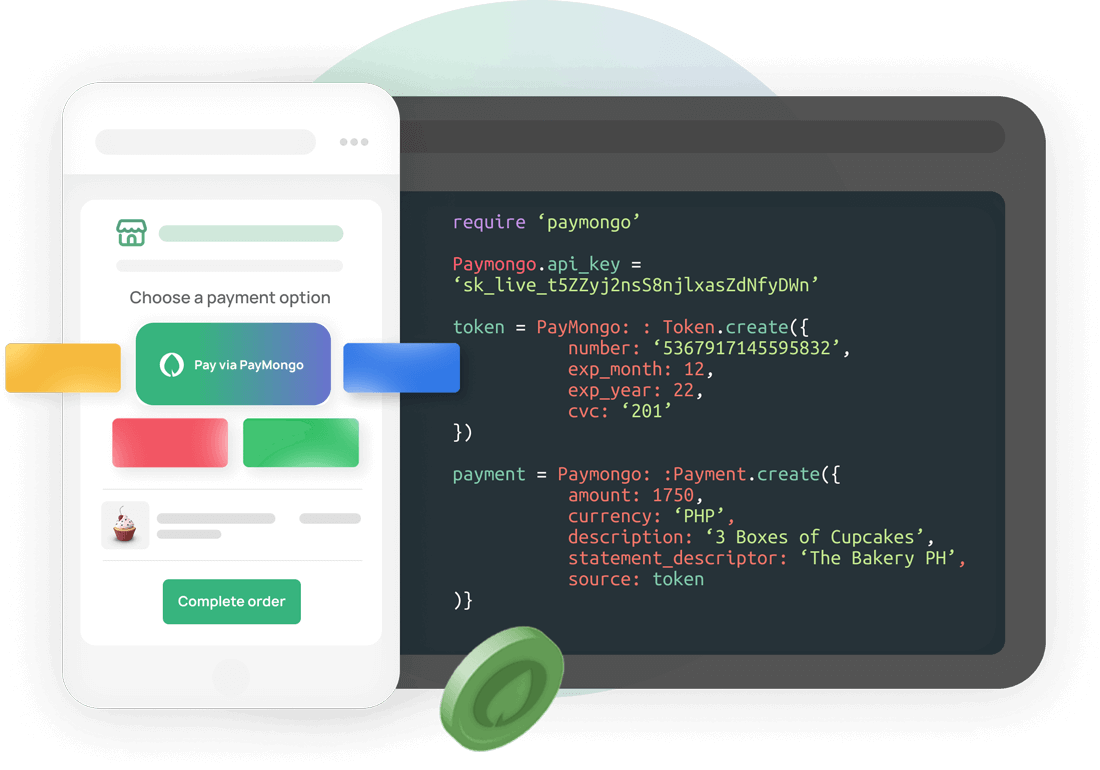 Choose a payment option
Pay via PayMongo
Complete order
require ‘paymongo’
Paymongo.api_key =
‘sk_live_t5ZZyj2nsS8njlxasZdNfyDWn’
token = PayMongo: : Token.create({
number: ‘5367917145595832’,
exp_month: 12,
exp_year: 22,
cvc: ‘201’
})
payment = Paymongo: :Payment.create({
amount: 1750,
currency: ‘PHP’,
description: ‘3 Boxes of Cupcakes’,
statement_descriptor: ‘The Bakery PH’,
source: token
)}